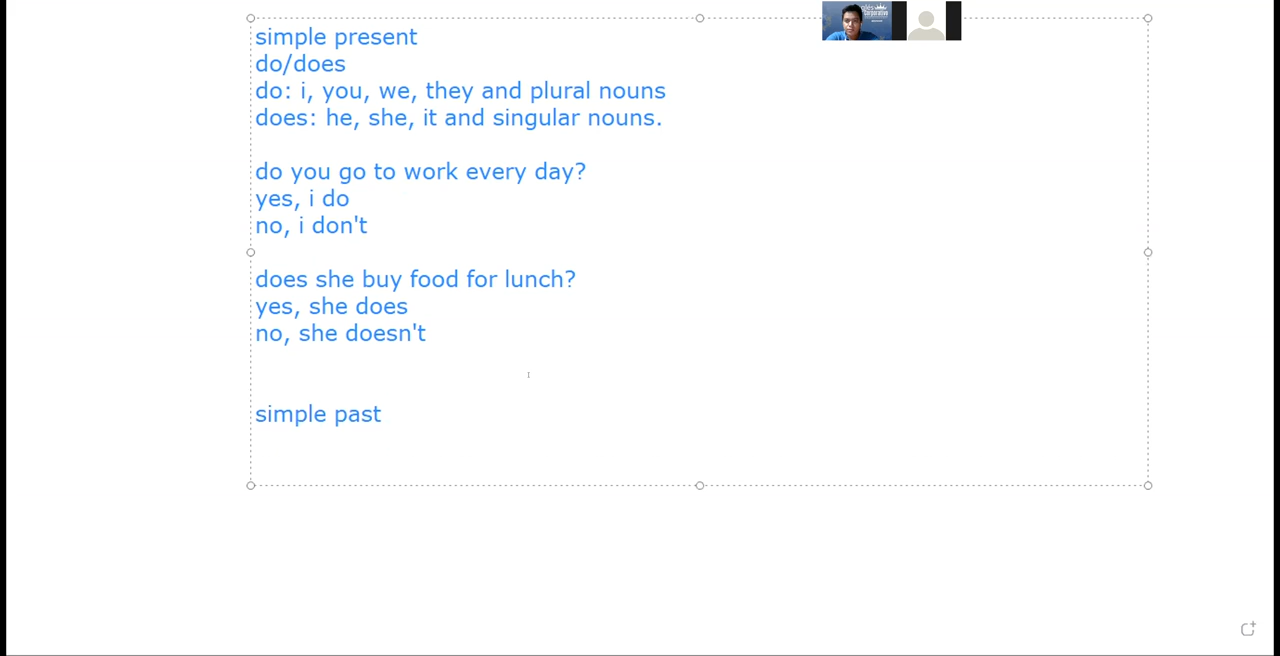 simple present
do/does
do: i, you, we, they and plural nouns
does: he, she, it and singular nouns.
do you go to work every day?
yes, i do
no, i don't
does she buy food for lunch?
yes, she does
no, she doesn't
simple past